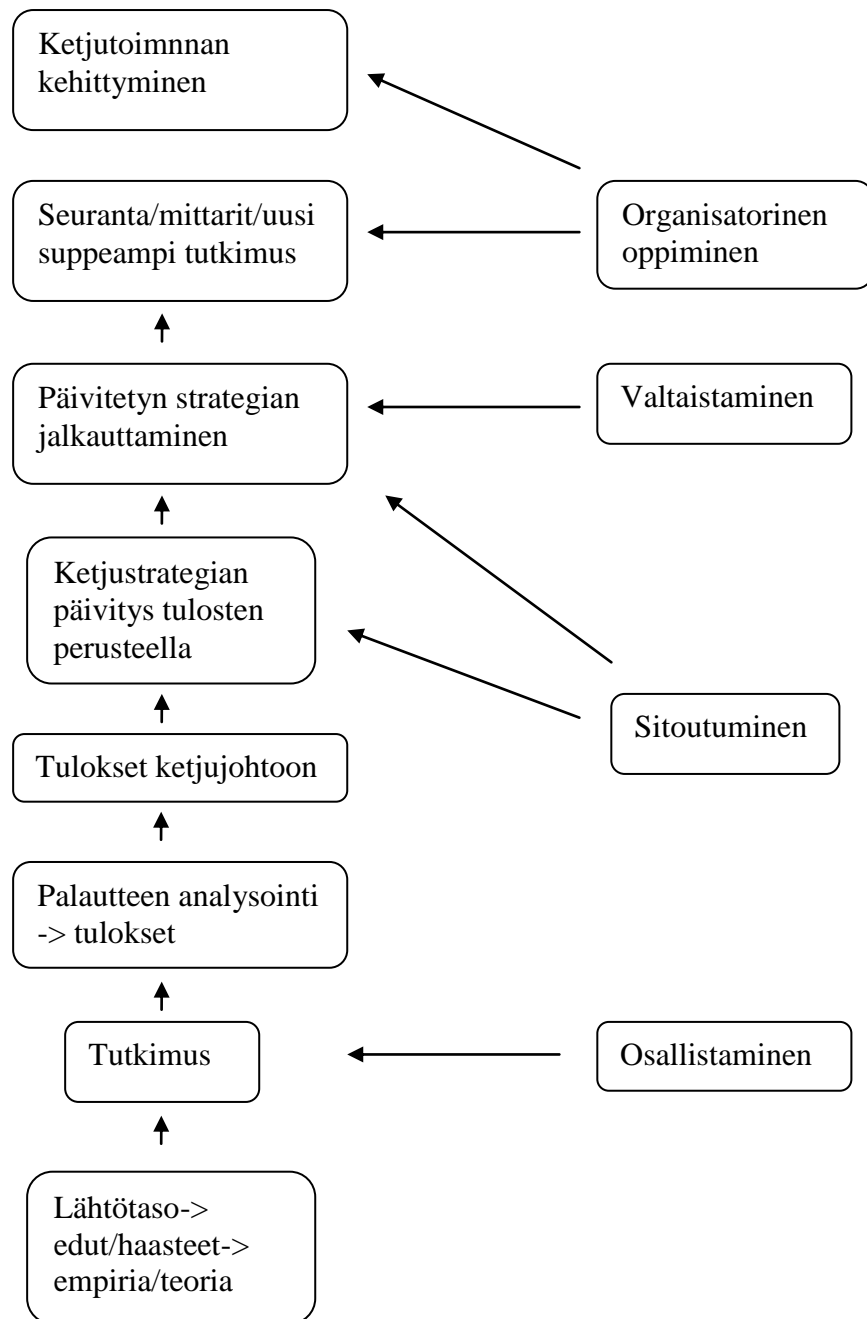 Ketjutoimnnan
kehittyminen
Seuranta/mittarit/uusi
suppeampi tutkimus
Organisatorinen
oppiminen
Päivitetyn strategian
jalkauttaminen
Valtaistaminen
Ketjustrategian
päivitys tulosten
perusteella
Sitoutuminen
Tulokset ketjujohtoon
Palautteen analysointi
-> tulokset
Tutkimus
Osallistaminen
Lähtötaso->
edut/haasteet->
empiria/teoria